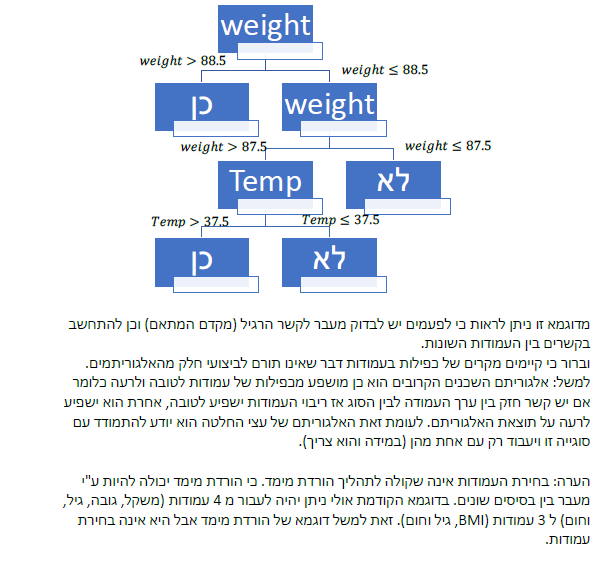 weight
weight > 88.5
weight ≤ 88.5
כן
weight
weight > 87.5
weight ≤ 87.5
Temp
לא
Temp > 37.5
Temp ≤ 37.5
כן
לא
מדוגמא זו ניתן לראות כי לפעמים יש לבדוק מעבר לקשר הרגיל (מקדם המתאם) וכן להתחשב
בקשרים בין העמודות השונות.
וברור כי קיימים מקרים של כפילות בעמודות דבר שאינו תורם לביצועי חלק מהאלגוריתמים.
למשל: אלגוריתם השכנים הקרובים הוא כן מושפע מכפילות של עמודות לטובה ולרעה כלומר
אם יש קשר חזק בין ערך העמודה לבין הסוג אז ריבוי העמודות ישפיע לטובה, אחרת הוא ישפיע
לרעה על תוצאת האלגוריתם. לעומת זאת האלגוריתם של עצי החלטה הוא יודע להתמודד עם
סוגייה זו ויעבוד רק עם אחת מהן (במידה והוא צריך).
הערה: בחירת העמודות אינה שקולה לתהליך הורדת מימד. כי הורדת מימד יכולה להיות ע"י
מעבר בין בסיסים שונים. בדוגמא הקודמת אולי ניתן יהיה לעבור מ 4 עמודות (משקל, גובה, גיל,
וחום) ל 3 עמודות (BMI, גיל וחום). זאת למשל דוגמא של הורדת מימד אבל היא אינה בחירת
עמודות.